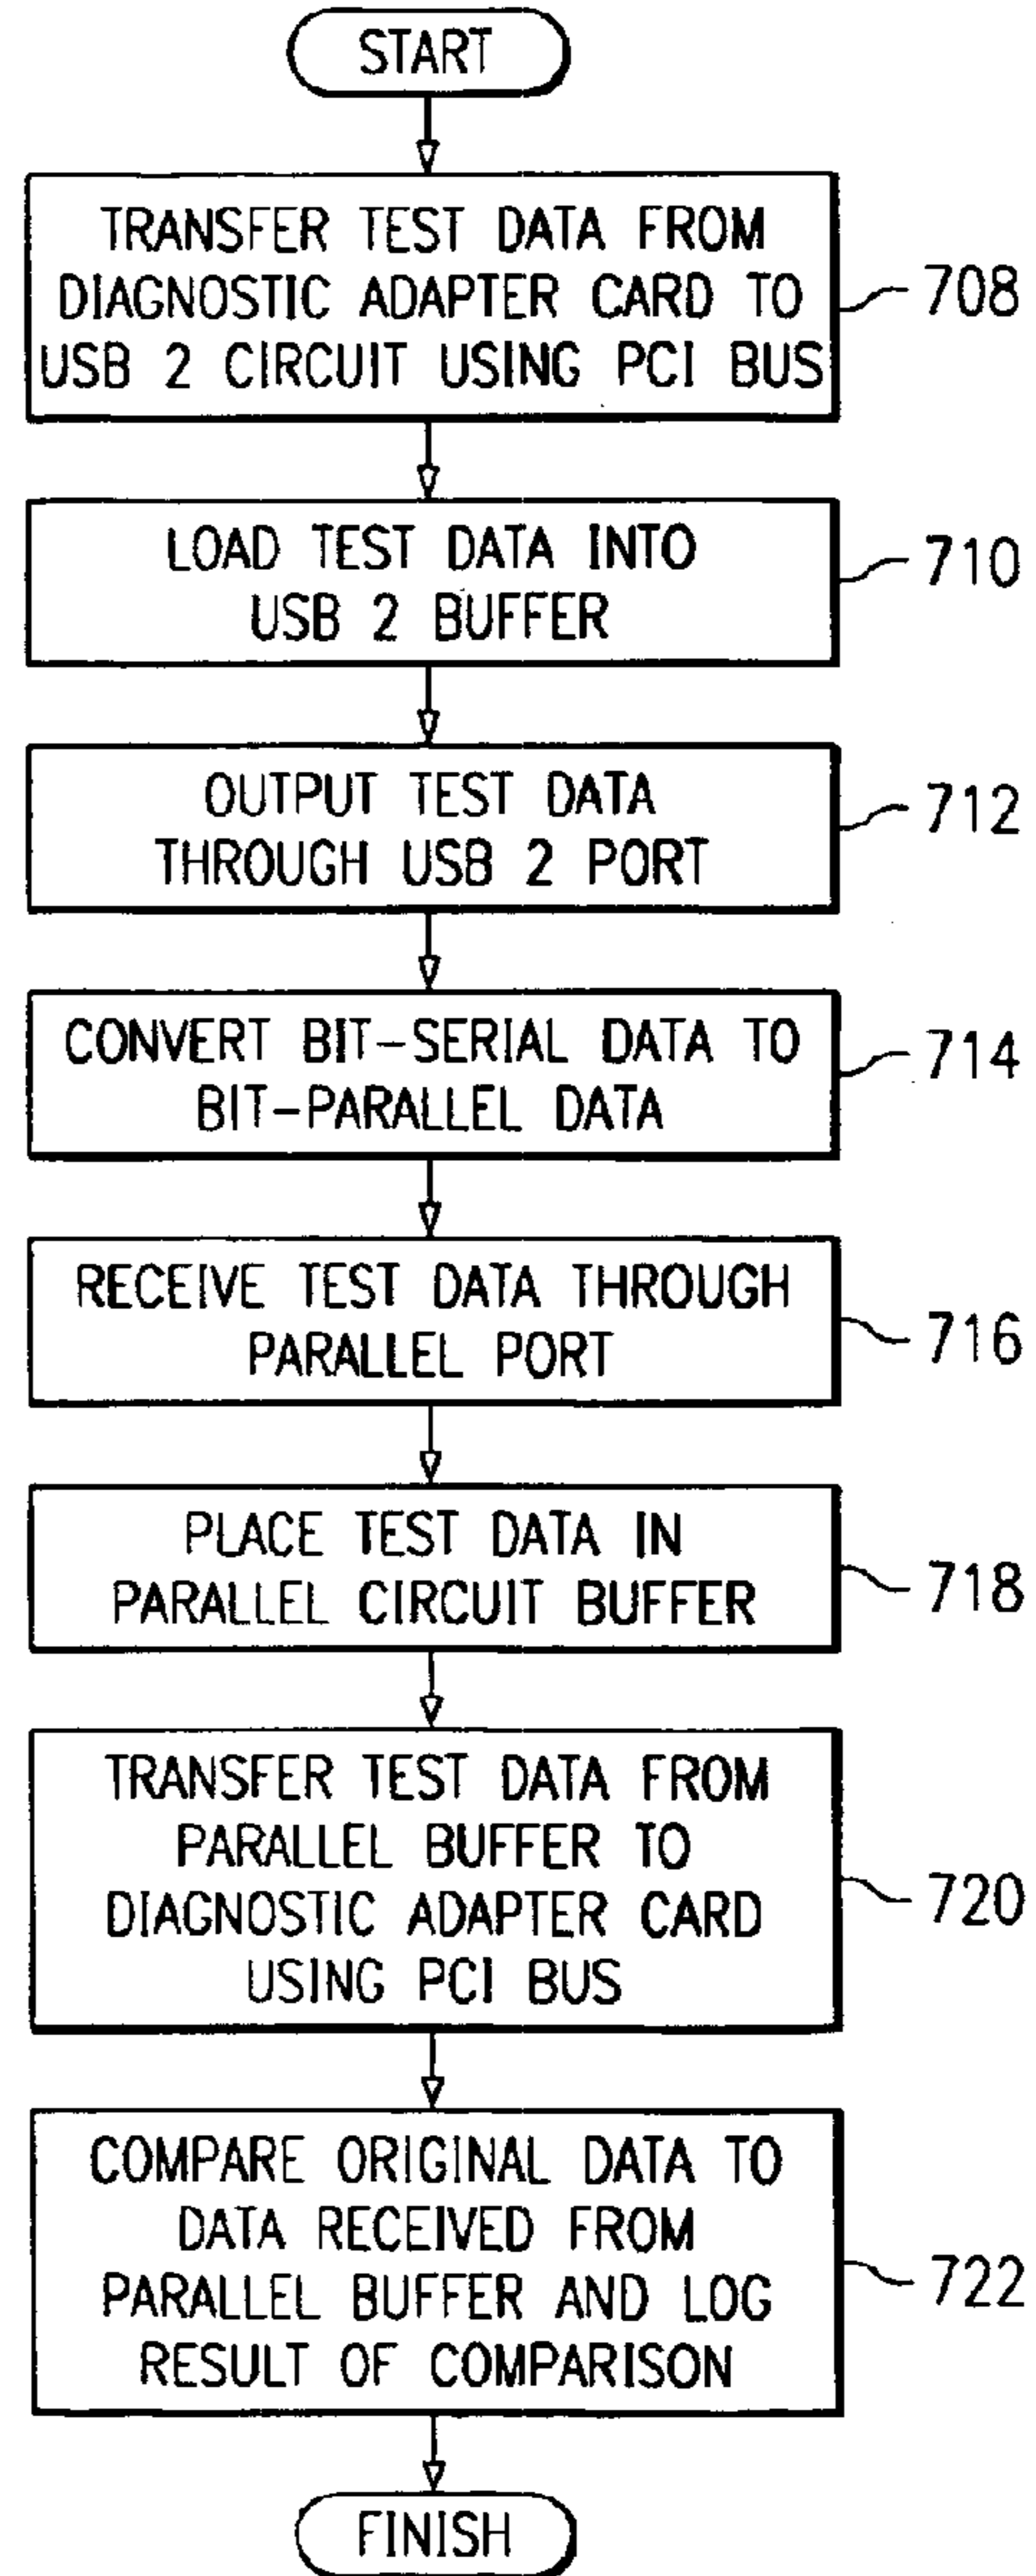 START
TRANSFER TEST DATA FROM
DIAGNOSTIC ADAPTER CARD TO
USB 2 CIRCUIT USING PCI BUS
708
LOAD TEST DATA INTO
USB 2 BUFFER
710
OUTPUT TEST DATA
THROUGH USB 2 PORT
712
CONVERT BIT-SERIAL DATA TO
BIT-PARALLEL DATA
714
RECEIVE TEST DATA THROUGH
PARALLEL PORT
716
PLACE TEST DATA IN
PARALLEL CIRCUIT BUFFER
718
TRANSFER TEST DATA FROM
PARALLEL BUFFER TO
DIAGNOSTIC ADAPTER CARD
USING PCI BUS
720
COMPARE ORIGINAL DATA TO
DATA RECEIVED FROM
PARALLEL BUFFER AND LOG
RESULT OF COMPARISON
722
FINISH